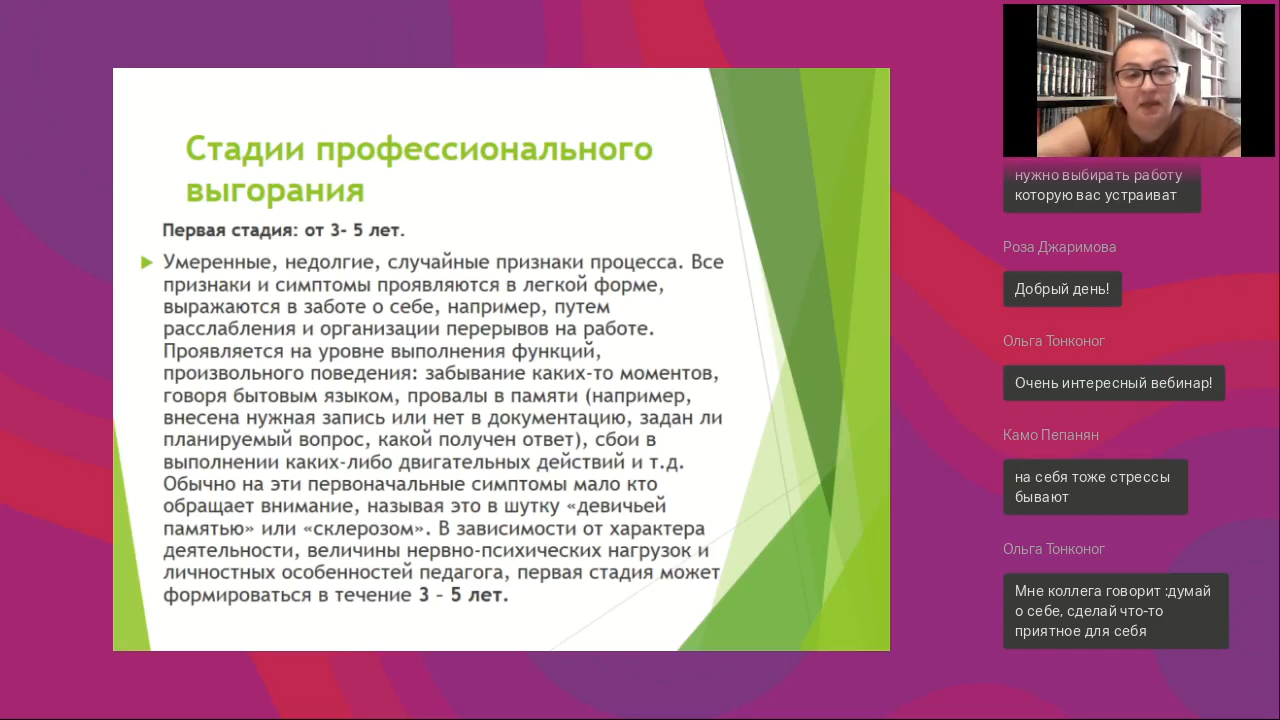 Стадии профессионального
выгорания
Первая стадия: от 3- 5 лет.
Умеренные, недолгие, случайные признаки процесса. Все
признаки и симптомы проявляются в легкой форме,
выражаются в заботе о себе, например, путем
расслабления и организации перерывов на работе.
Проявляется на уровне выполнения функций,
произвольного поведения: забывание каких-то моментов,
говоря бытовым языком, провалы в памяти (например,
внесена нужная запись или нет в документацию, задан ли
планируемый вопрос, какой получен ответ), сбои в
выполнении каких-либо двигательных действий и т.д.
Обычно на эти первоначальные симптомы мало кто
обращает внимание, называя это в шутку «девичьей
памятью» или «склерозом». В зависимости от характера
деятельности, величины нервно-психических нагрузок и
личностных особенностей педагога, первая стадия может
формироваться в течение 3 – 5 лет.
нужно выбирать работу
которую вас устраиват
Роза Джаримова
Добрый день!
Ольга Тонконог
Очень интересный вебинар!
Камо Пепанян
на себя тоже стрессы
бывают
Ольга Тонконог
Мне коллега говорит :думай
о себе, сделай что-то
приятное для себя